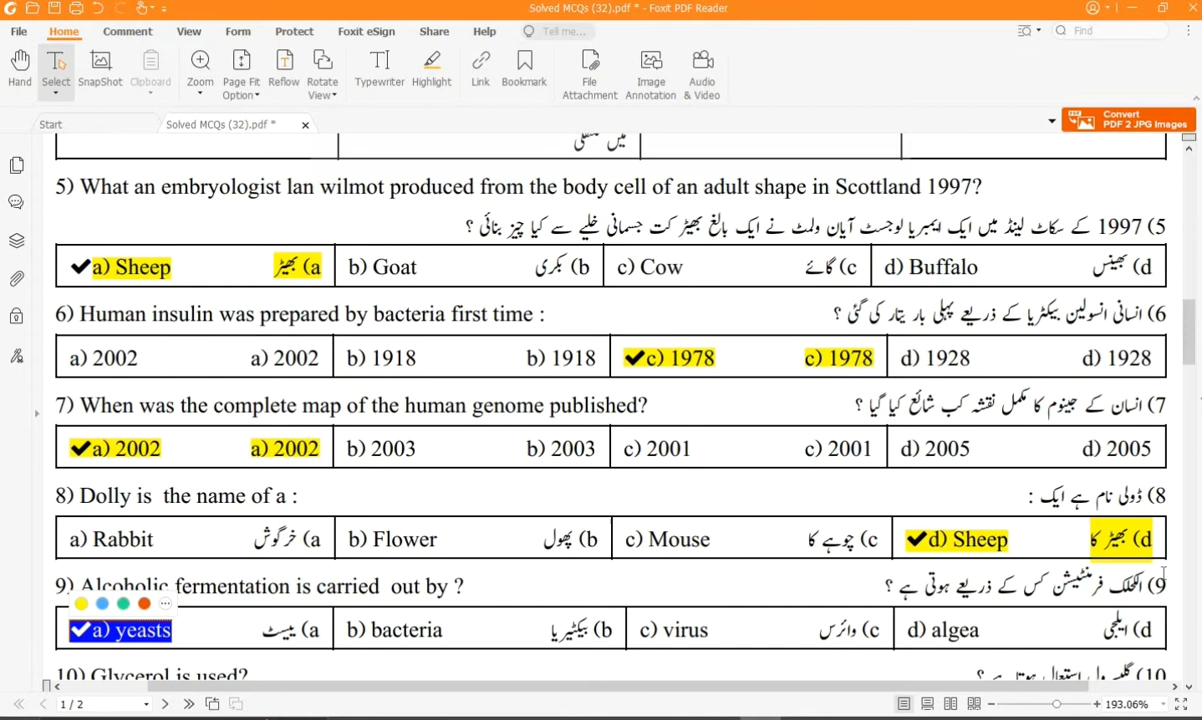 Solved MCQs (32).pdf * - Foxit PDF Reader
File Home Comment View Form Protect Foxit eSign Share Help Tell me... Find
Hand Select SnapShot Clipboard Zoom Page Fit Option Reflow Rotate View Typewriter Highlight Link Bookmark File Attachment Image Annotation Audio & Video
Start Solved MCQs (32).pdf * Convert PDF 2 JPG Images
میں منتقلی
5) What an embryologist lan wilmot produced from the body cell of an adult shape in Scottland 1997?
5) 1997 کے سکاٹ لینڈ میں ایک ایمبریا لوجسٹ آیان ولمٹ نے ایک بالغ بھیڑ کت جسمانی خلیے سے کیا چیز بنائی ؟
✔a) Sheep a) بھیڑ b) Goat b) بکری c) Cow c) گائے d) Buffalo d) بھینس
6) Human insulin was prepared by bacteria first time : 6) انسانی انسولین بیکٹریا کے ذریعے پہلی بار یتار کی گئی ؟
a) 2002 a) 2002 b) 1918 b) 1918 ✔c) 1978 c) 1978 d) 1928 d) 1928
7) When was the complete map of the human genome published? 7) انسان کے جینوم کا مکمل نقشہ کب شائع کیا گیا ؟
✔a) 2002 a) 2002 b) 2003 b) 2003 c) 2001 c) 2001 d) 2005 d) 2005
8) Dolly is the name of a : 8) ڈولی نام ہے ایک :
a) Rabbit a) خرگوش b) Flower b) پھول c) Mouse c) چوہے کا ✔d) Sheep d) بھیڑ کا
9) Alcoholic fermentation is carried out by ? 9) الکحلک فرمنٹیشن کس کے ذریعے ہوتی ہے ؟
✔a) yeasts a) ییسٹ b) bacteria b) بیکٹیریا c) virus c) وائرس d) algea d) ایلجی
10) Glycerol is used? 10) گلیسرول استعمال ہوتا ہے ؟
1 / 2 193.06%